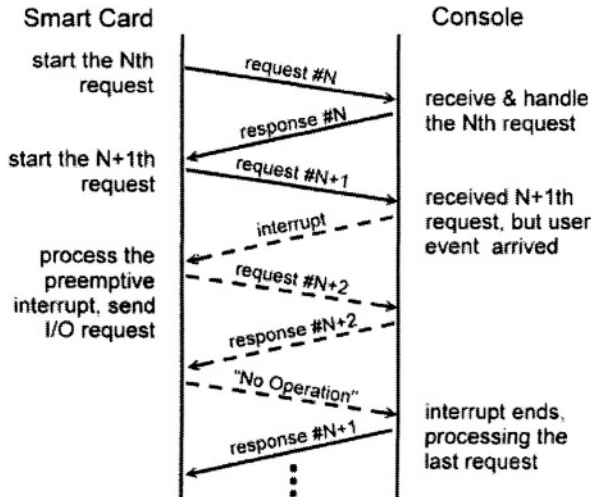 Smart Card
Console
start the Nth
request
request #N
receive & handle
the Nth request
response #N
start the N+1th
request
request #N+1
received N+1th
request, but user
event arrived
interrupt
process the
preemptive
interrupt, send
I/O request
request #N+2
response #N+2
"No Operation"
interrupt ends,
processing the
last request
response #N+1